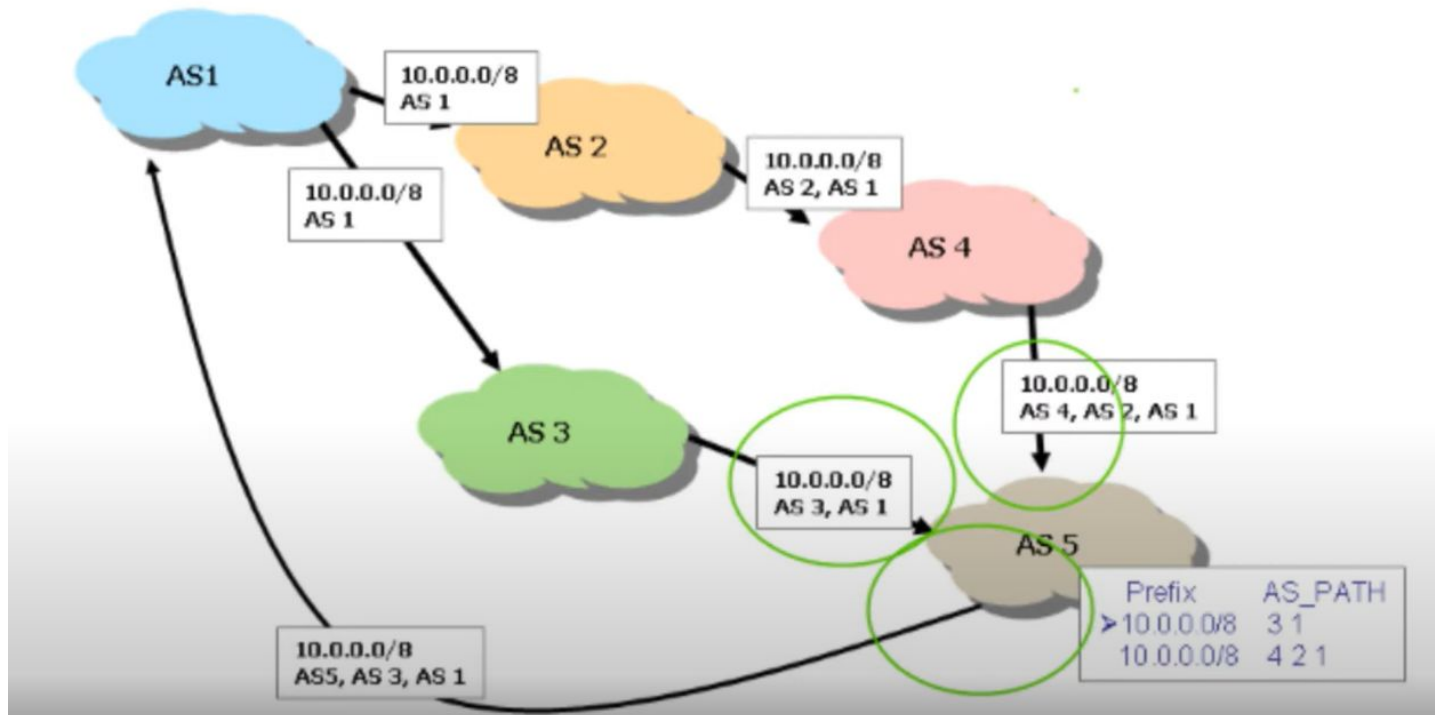 AS1
10.0.0.0/8
AS 1
AS 2
10.0.0.0/8
AS 2, AS 1
10.0.0.0/8
AS 1
AS 4
10.0.0.0/8
AS 4, AS 2, AS 1
AS 3
10.0.0.0/8
AS 3, AS 1
AS 5
Prefix AS_PATH
➢10.0.0.0/8 3 1
10.0.0.0/8 4 2 1
10.0.0.0/8
AS5, AS 3, AS 1